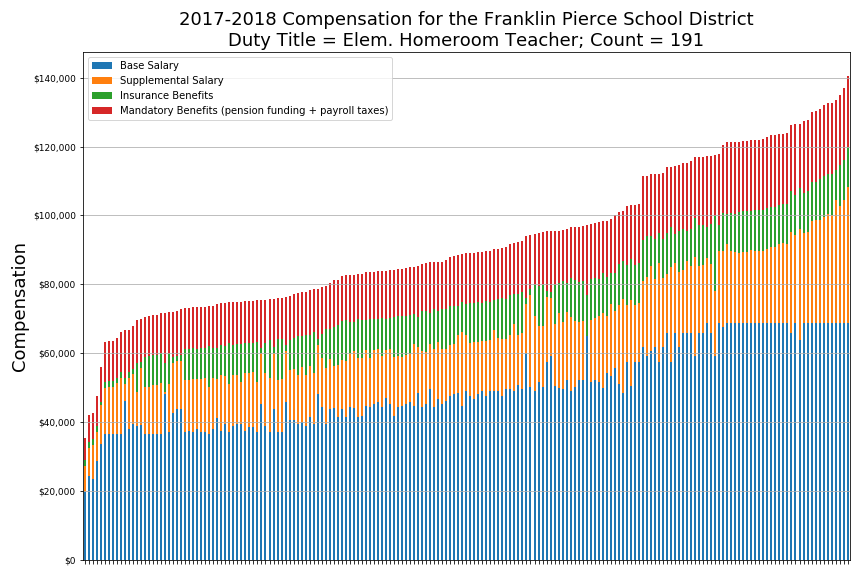 2017-2018 Compensation for the Franklin Pierce School District
Duty Title = Elem. Homeroom Teacher; Count = 191
Base Salary
Supplemental Salary
Insurance Benefits
Mandatory Benefits (pension funding + payroll taxes)
Compensation
$140,000
$120,000
$100,000
$80,000
$60,000
$40,000
$20,000
$0